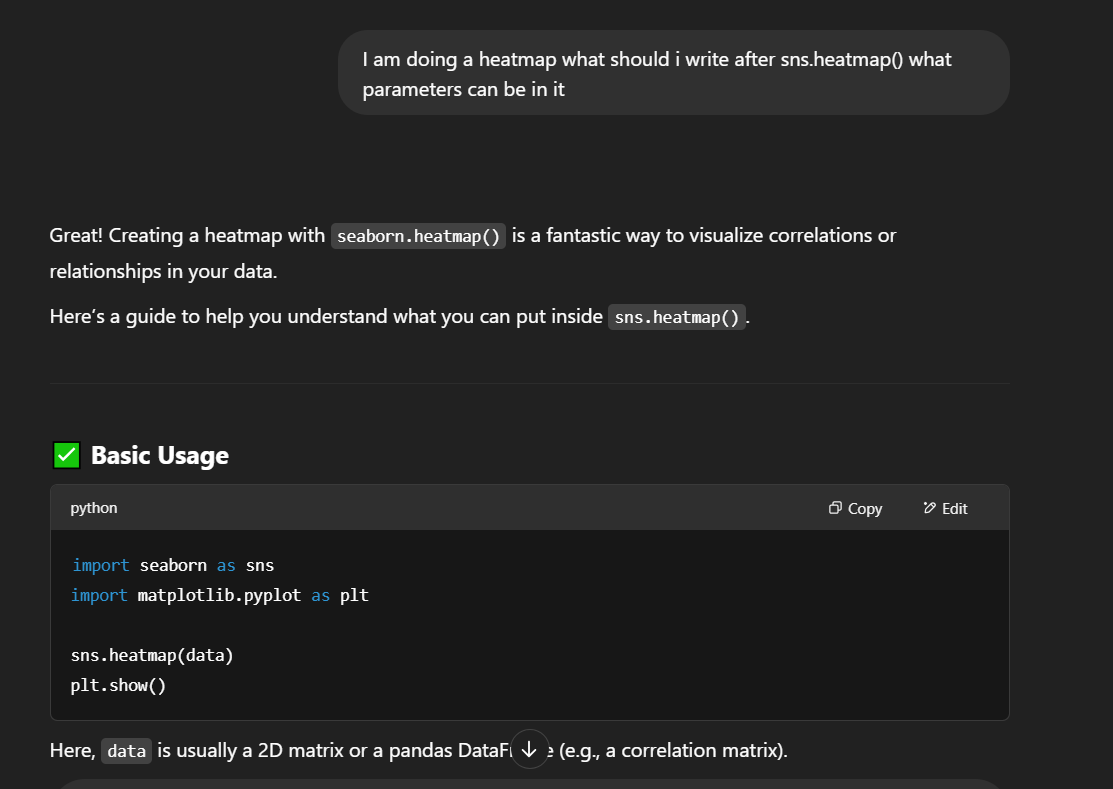 I am doing a heatmap what should i write after sns.heatmap() what
parameters can be in it
Great! Creating a heatmap with seaborn.heatmap() is a fantastic way to visualize correlations or
relationships in your data.
Here's a guide to help you understand what you can put inside sns.heatmap().
✅ Basic Usage
python Copy Edit
import seaborn as sns
import matplotlib.pyplot as plt
sns.heatmap(data)
plt.show()
Here, data is usually a 2D matrix or a pandas (e.g., a correlation matrix).